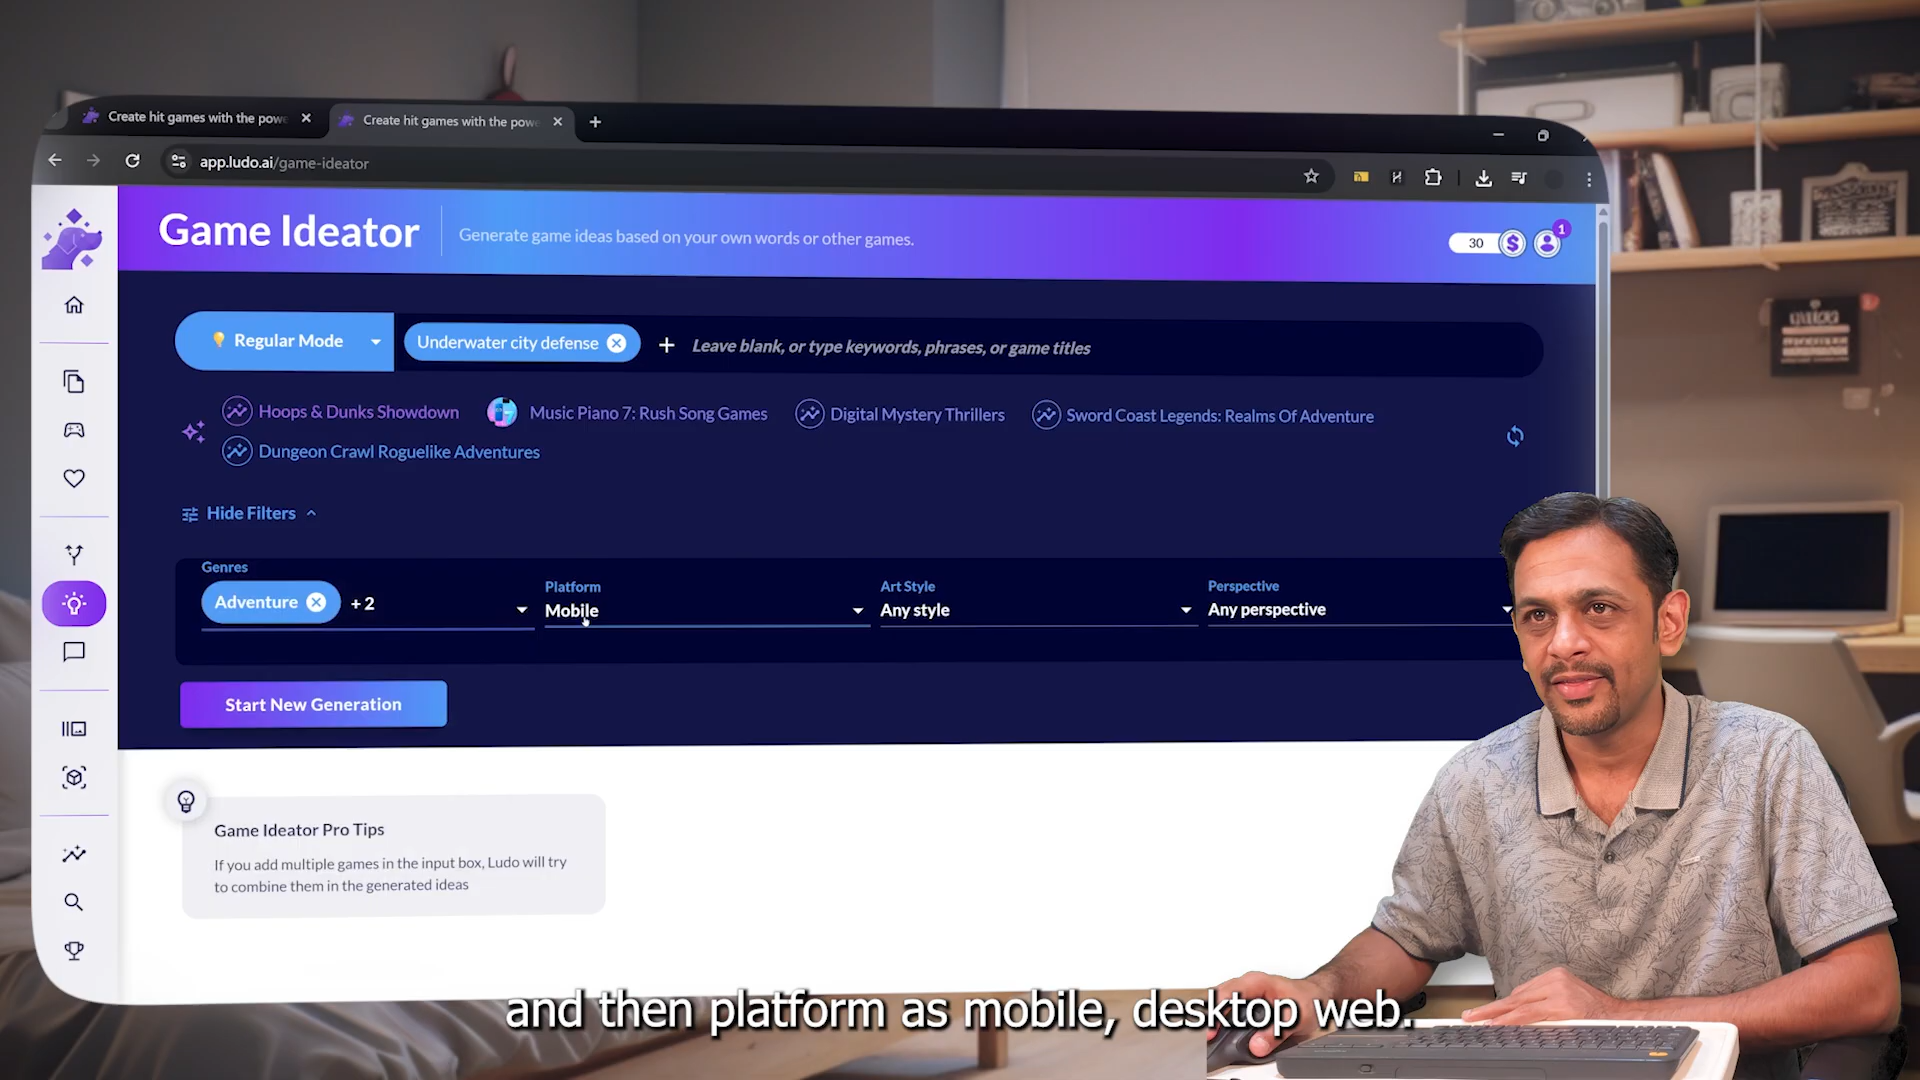 Create hit games with the powe
Create hit games with the powe
app.ludo.ai/game-ideator
Game Ideator
Generate game ideas based on your own words or other games.
30
1
Regular Mode
Underwater city defense
Leave blank, or type keywords, phrases, or game titles
Hoops & Dunks Showdown
Music Piano 7: Rush Song Games
Digital Mystery Thrillers
Sword Coast Legends: Realms Of Adventure
Dungeon Crawl Roguelike Adventures
Hide Filters
Genres
Adventure
+ 2
Platform
Mobile
Art Style
Any style
Perspective
Any perspective
Start New Generation
Game Ideator Pro Tips
If you add multiple games in the input box, Ludo will try
to combine them in the generated ideas
and then platform as mobile, desktop web.